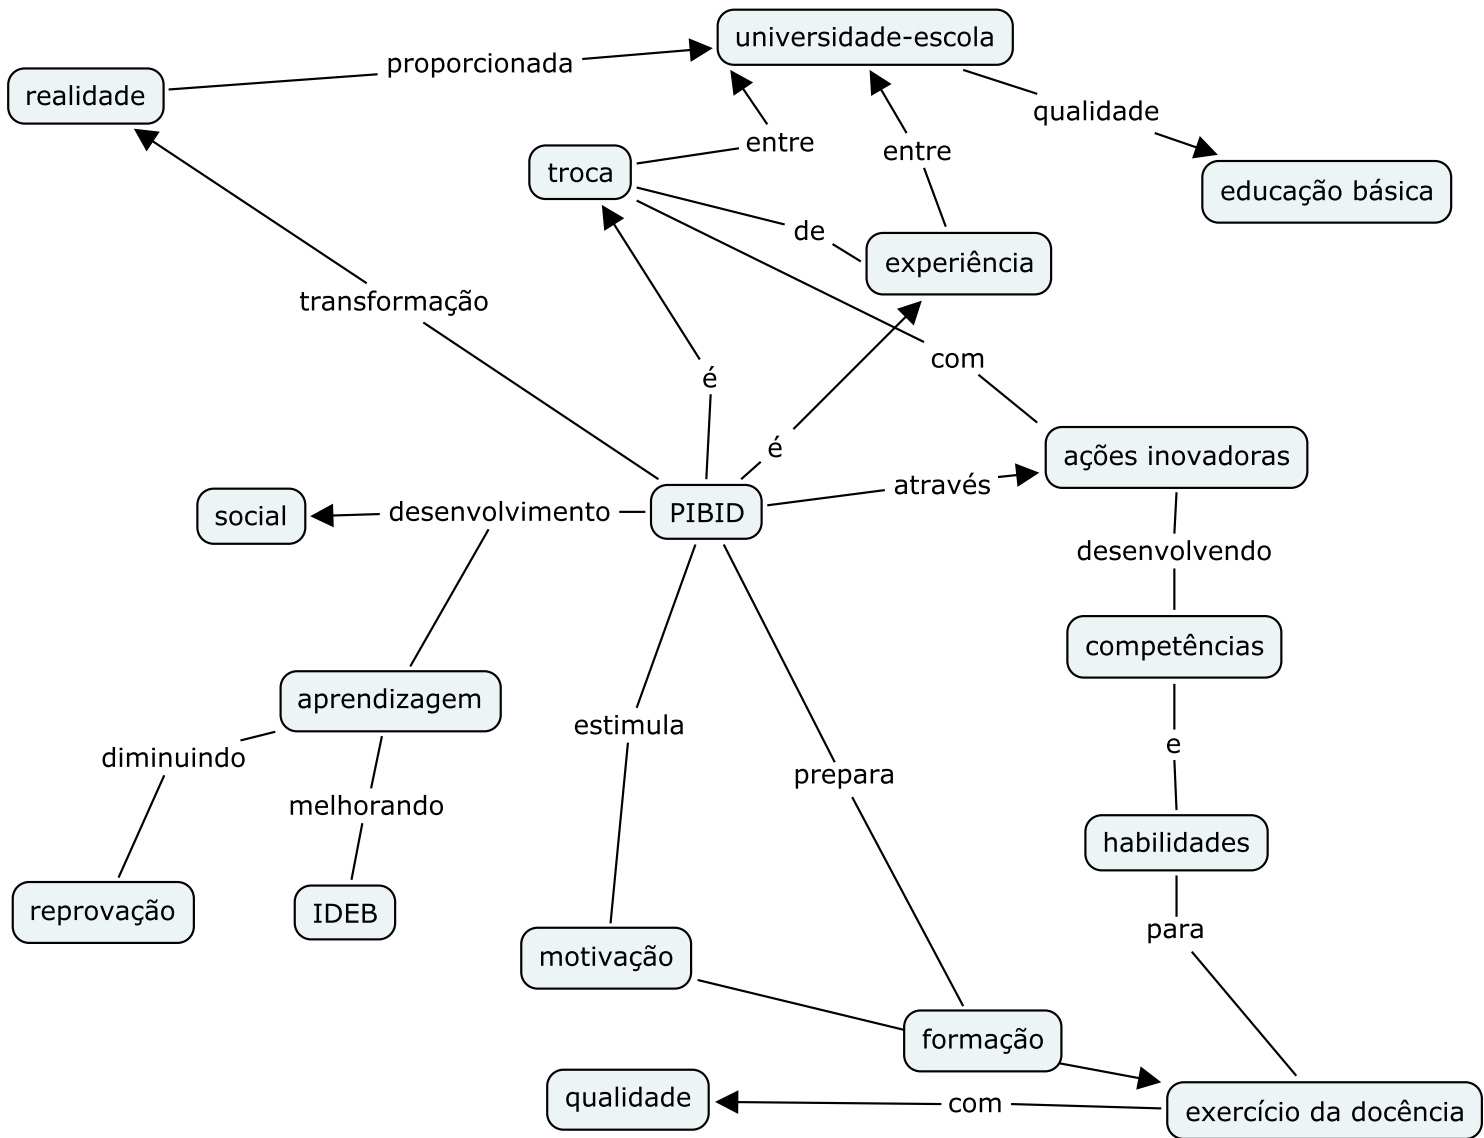 universidade-escola
proporcionada
realidade
qualidade
entre
entre
troca
educação básica
de
experiência
transformação
com
é
é
ações inovadoras
através
social
desenvolvimento
PIBID
desenvolvendo
competências
aprendizagem
estimula
diminuindo
e
prepara
melhorando
habilidades
reprovação
IDEB
para
motivação
formação
qualidade
com
exercício da docência